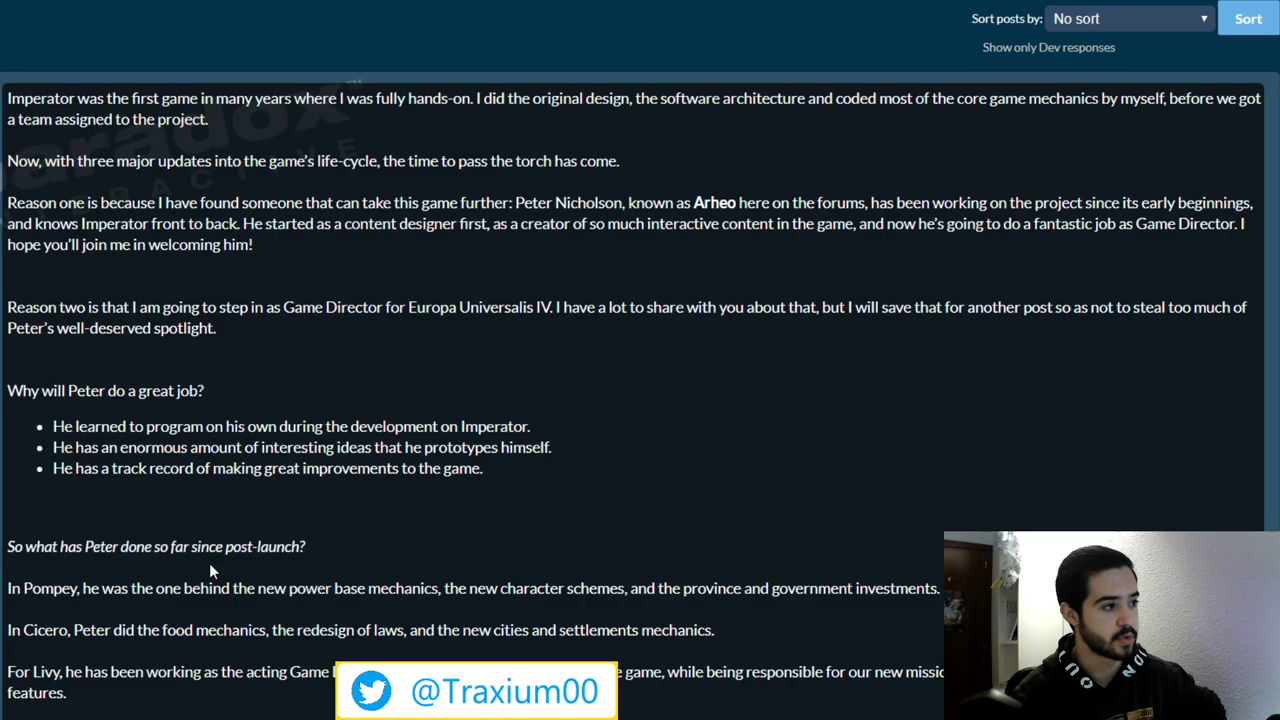 Sort posts by: No sort Sort
Show only Dev responses
Imperator was the first game in many years where I was fully hands-on. I did the original design, the software architecture and coded most of the core game mechanics by myself, before we got
a team assigned to the project.
Now, with three major updates into the game's life-cycle, the time to pass the torch has come.
Reason one is because I have found someone that can take this game further: Peter Nicholson, known as Arheo here on the forums, has been working on the project since its early beginnings,
and knows Imperator front to back. He started as a content designer first, as a creator of so much interactive content in the game, and now he's going to do a fantastic job as Game Director. I
hope you'll join me in welcoming him!
Reason two is that I am going to step in as Game Director for Europa Universalis IV. I have a lot to share with you about that, but I will save that for another post so as not to steal too much of
Peter's well-deserved spotlight.
Why will Peter do a great job?
• He learned to program on his own during the development on Imperator.
• He has an enormous amount of interesting ideas that he prototypes himself.
• He has a track record of making great improvements to the game.
So what has Peter done so far since post-launch?
In Pompey, he was the one behind the new power base mechanics, the new character schemes, and the province and government investments.
In Cicero, Peter did the food mechanics, the redesign of laws, and the new cities and settlements mechanics.
For Livy, he has been working as the acting Game game, while being responsible for our new
features.
@Traxium00